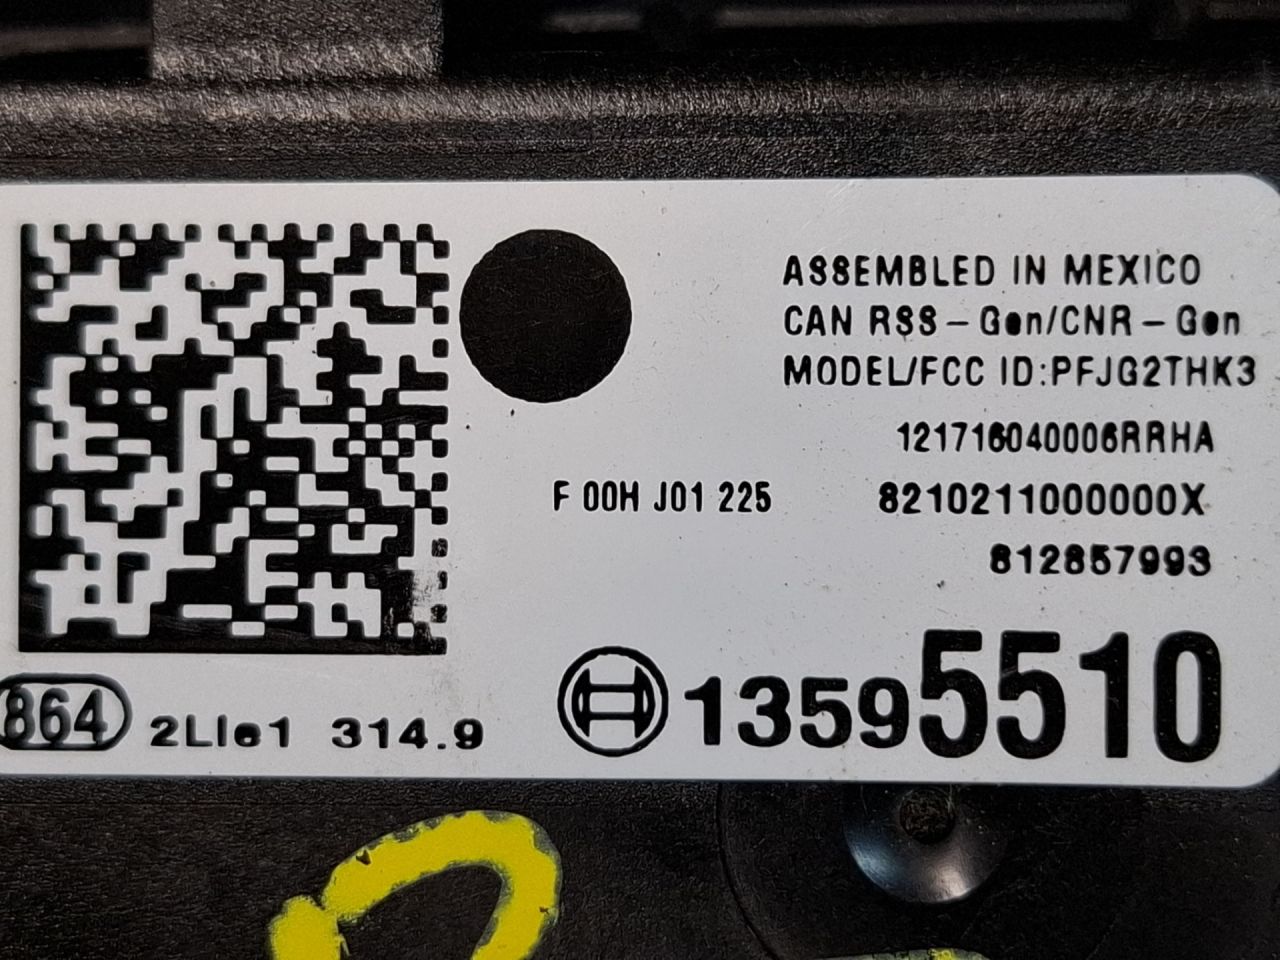 ASSEMBLED IN MEXICO
CAN RSS-Gen/CNR-Gen
MODEL/FCC ID:PFJG2THK3
121716040006RRHA
F 00H J01 225
8210211000000X
812857993
864
2LIe1 314.9
13595510